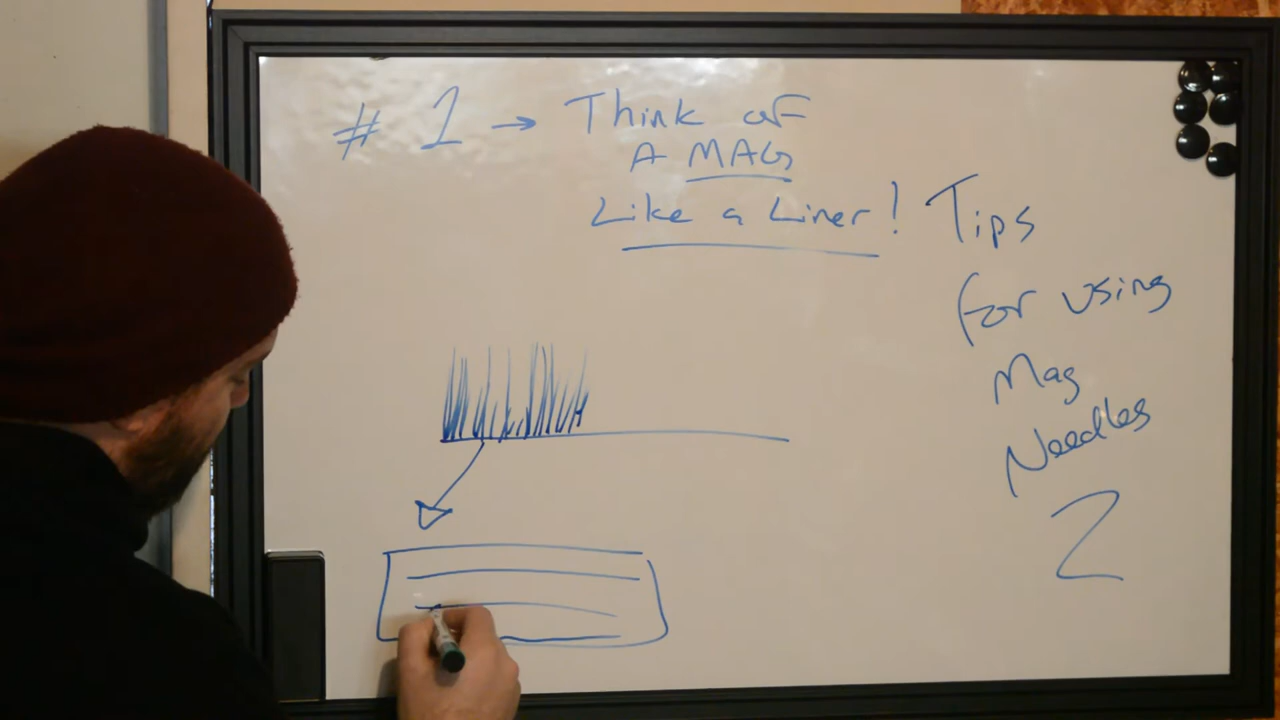 # 1 → Think of
A MAG
Like a Liner!
Tips
for using
Mag
Needles
2